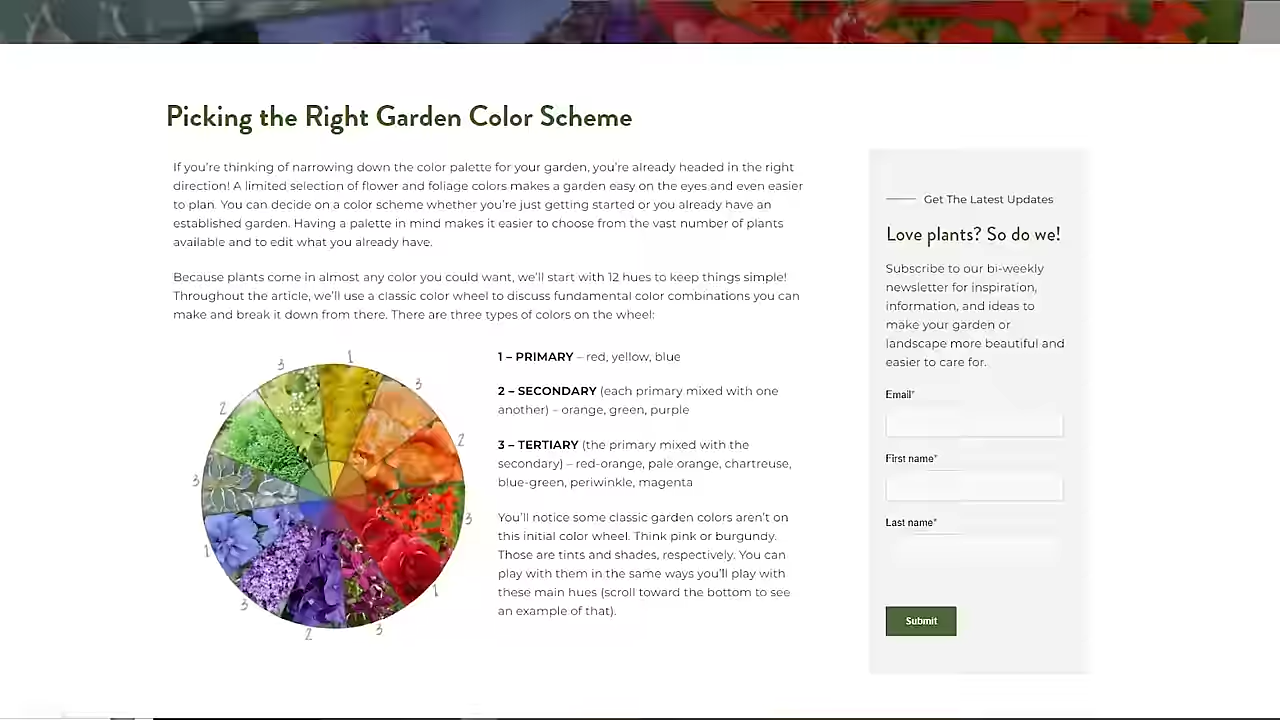 Picking the Right Garden Color Scheme
If you're thinking of narrowing down the color palette for your garden, you're already headed in the right
direction! A limited selection of flower and foliage colors makes a garden easy on the eyes and even easier
to plan. You can decide on a color scheme whether you're just getting started or you already have an
established garden. Having a palette in mind makes it easier to choose from the vast number of plants
available and to edit what you already have.
Because plants come in almost any color you could want, we'll start with 12 hues to keep things simple!
Throughout the article, we'll use a classic color wheel to discuss fundamental color combinations you can
make and break it down from there. There are three types of colors on the wheel:
1
3
2
3
1
3
2
3
1
3
2
3
1 – PRIMARY – red, yellow, blue
2 – SECONDARY (each primary mixed with one
another) – orange, green, purple
3 – TERTIARY (the primary mixed with the
secondary) – red-orange, pale orange, chartreuse,
blue-green, periwinkle, magenta
You'll notice some classic garden colors aren't on
this initial color wheel. Think pink or burgundy.
Those are tints and shades, respectively. You can
play with them in the same ways you'll play with
these main hues (scroll toward the bottom to see
an example of that).
Get The Latest Updates
Love plants? So do we!
Subscribe to our bi-weekly
newsletter for inspiration,
information, and ideas to
make your garden or
landscape more beautiful and
easier to care for.
Email*
First name*
Last name*
Submit